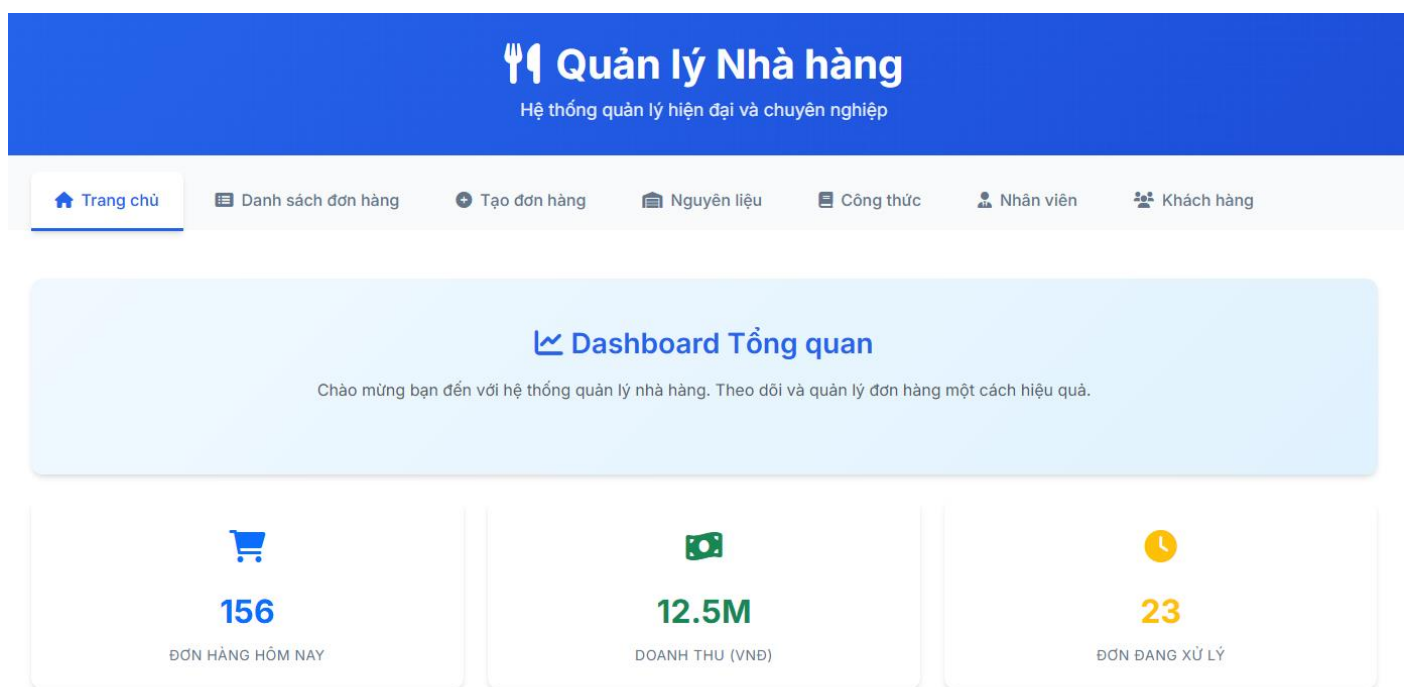 Quản lý Nhà hàng
Hệ thống quản lý hiện đại và chuyên nghiệp
Trang chủ Danh sách đơn hàng Tạo đơn hàng Nguyên liệu Công thức Nhân viên Khách hàng
Dashboard Tổng quan
Chào mừng bạn đến với hệ thống quản lý nhà hàng. Theo dõi và quản lý đơn hàng một cách hiệu quả.
156 12.5M 23
ĐƠN HÀNG HÔM NAY DOANH THU (VNĐ) ĐƠN ĐANG XỬ LÝ